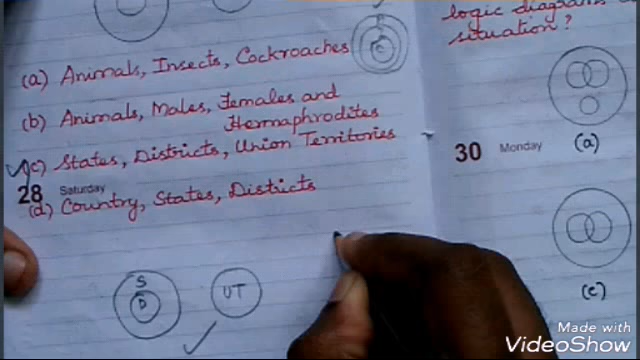 (a) Animals, Insects, Cockroaches
(b) Animals, Males, Females and
Hermaphrodites
(c) States, Districts, Union Territories
28 Saturday
(d) Country, States, Districts
S
D
UT
C
logic diagrams
situation?
(a)
30 Monday
(c)
Made with
VideoShow